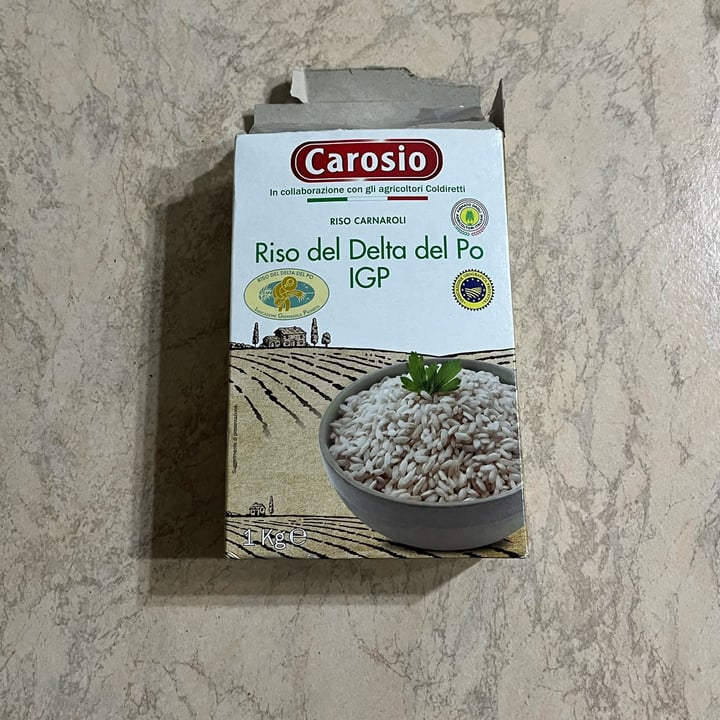 Carosio
In collaborazione con gli agricoltori Coldiretti
RISO CARNAROLI
Riso del Delta del Po
IGP
RISO DEL DELTA DEL PO
1 Kg e